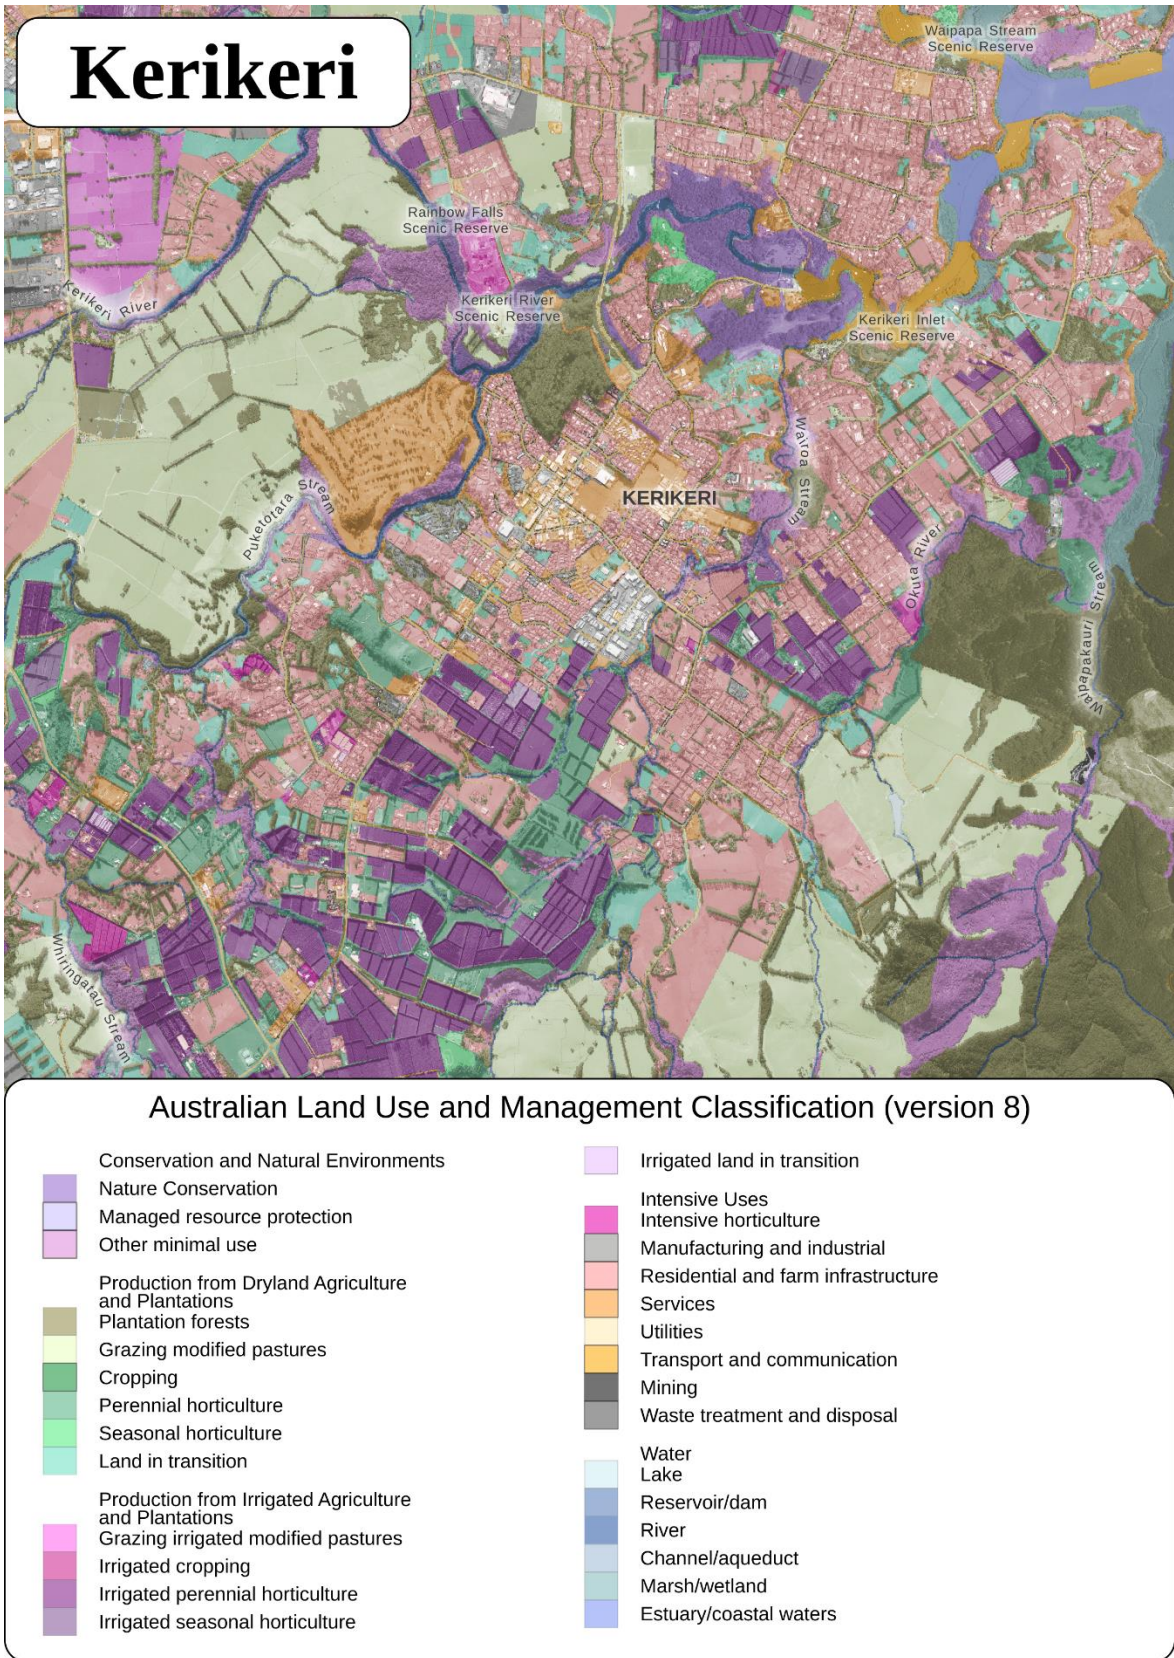 Kerikeri
Waipapa Stream
Scenic Reserve
Rainbow Falls
Scenic Reserve
Kerikeri River
Kerikeri River
Scenic Reserve
Kerikeri Inlet
Scenic Reserve
Wairoa Stream
Puketotara Stream
KERIKERI
Okura River
Waipapakauri Stream
Whiringatau Stream
Australian Land Use and Management Classification (version 8)
Conservation and Natural Environments
Nature Conservation
Managed resource protection
Other minimal use
Production from Dryland Agriculture
and Plantations
Plantation forests
Grazing modified pastures
Cropping
Perennial horticulture
Seasonal horticulture
Land in transition
Production from Irrigated Agriculture
and Plantations
Grazing irrigated modified pastures
Irrigated cropping
Irrigated perennial horticulture
Irrigated seasonal horticulture
Irrigated land in transition
Intensive Uses
Intensive horticulture
Manufacturing and industrial
Residential and farm infrastructure
Services
Utilities
Transport and communication
Mining
Waste treatment and disposal
Water
Lake
Reservoir/dam
River
Channel/aqueduct
Marsh/wetland
Estuary/coastal waters